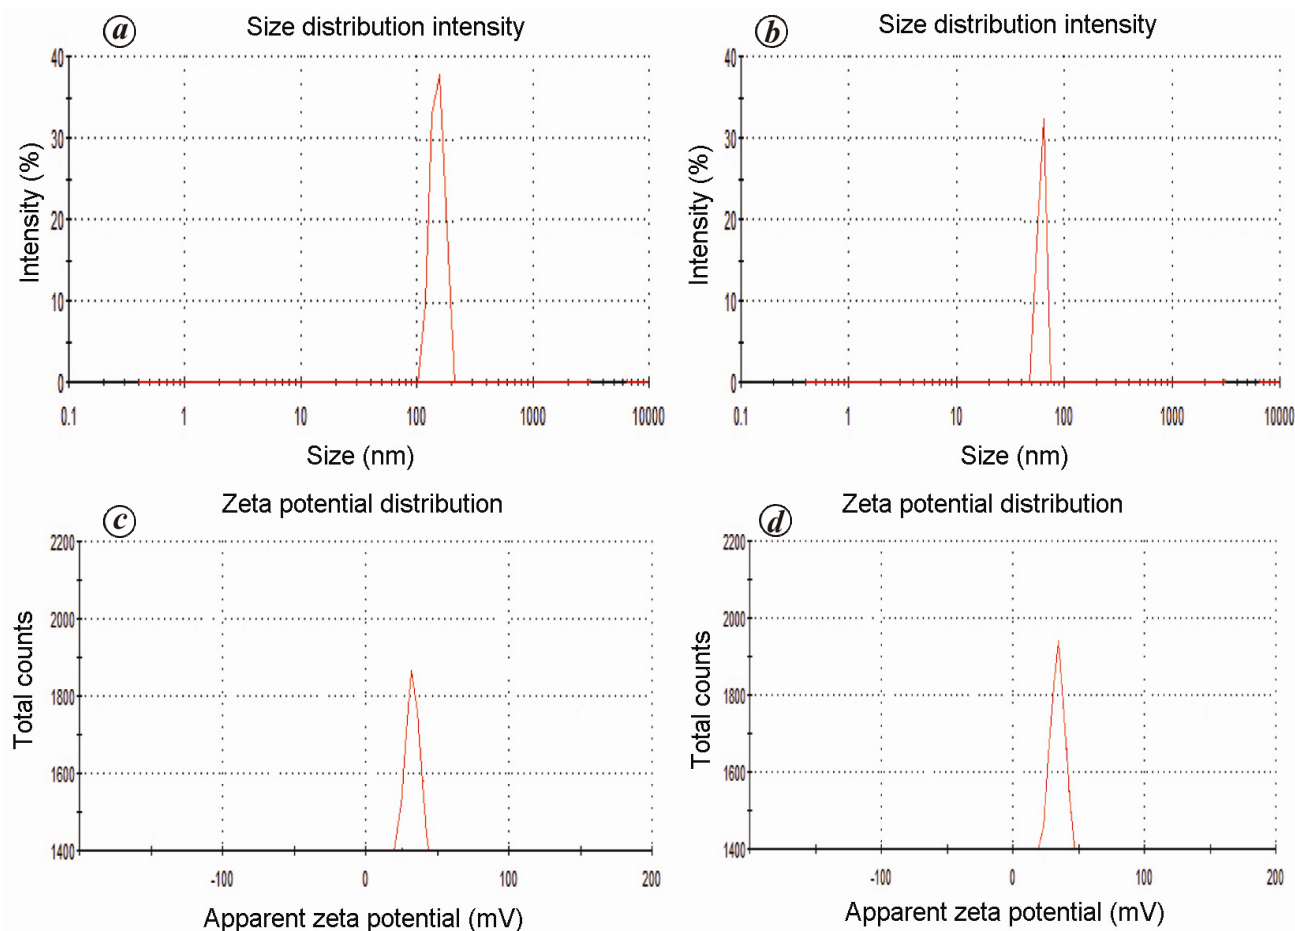 a Size distribution intensity
Intensity (%)
40
30
20
10
0
0.1 1 10 100 1000 10000
Size (nm)
b Size distribution intensity
Intensity (%)
40
30
20
10
0
0.1 1 10 100 1000 10000
Size (nm)
c Zeta potential distribution
Total counts
2200
2000
1800
1600
1400
-100 0 100 200
Apparent zeta potential (mV)
d Zeta potential distribution
Total counts
2200
2000
1800
1600
1400
-100 0 100 200
Apparent zeta potential (mV)